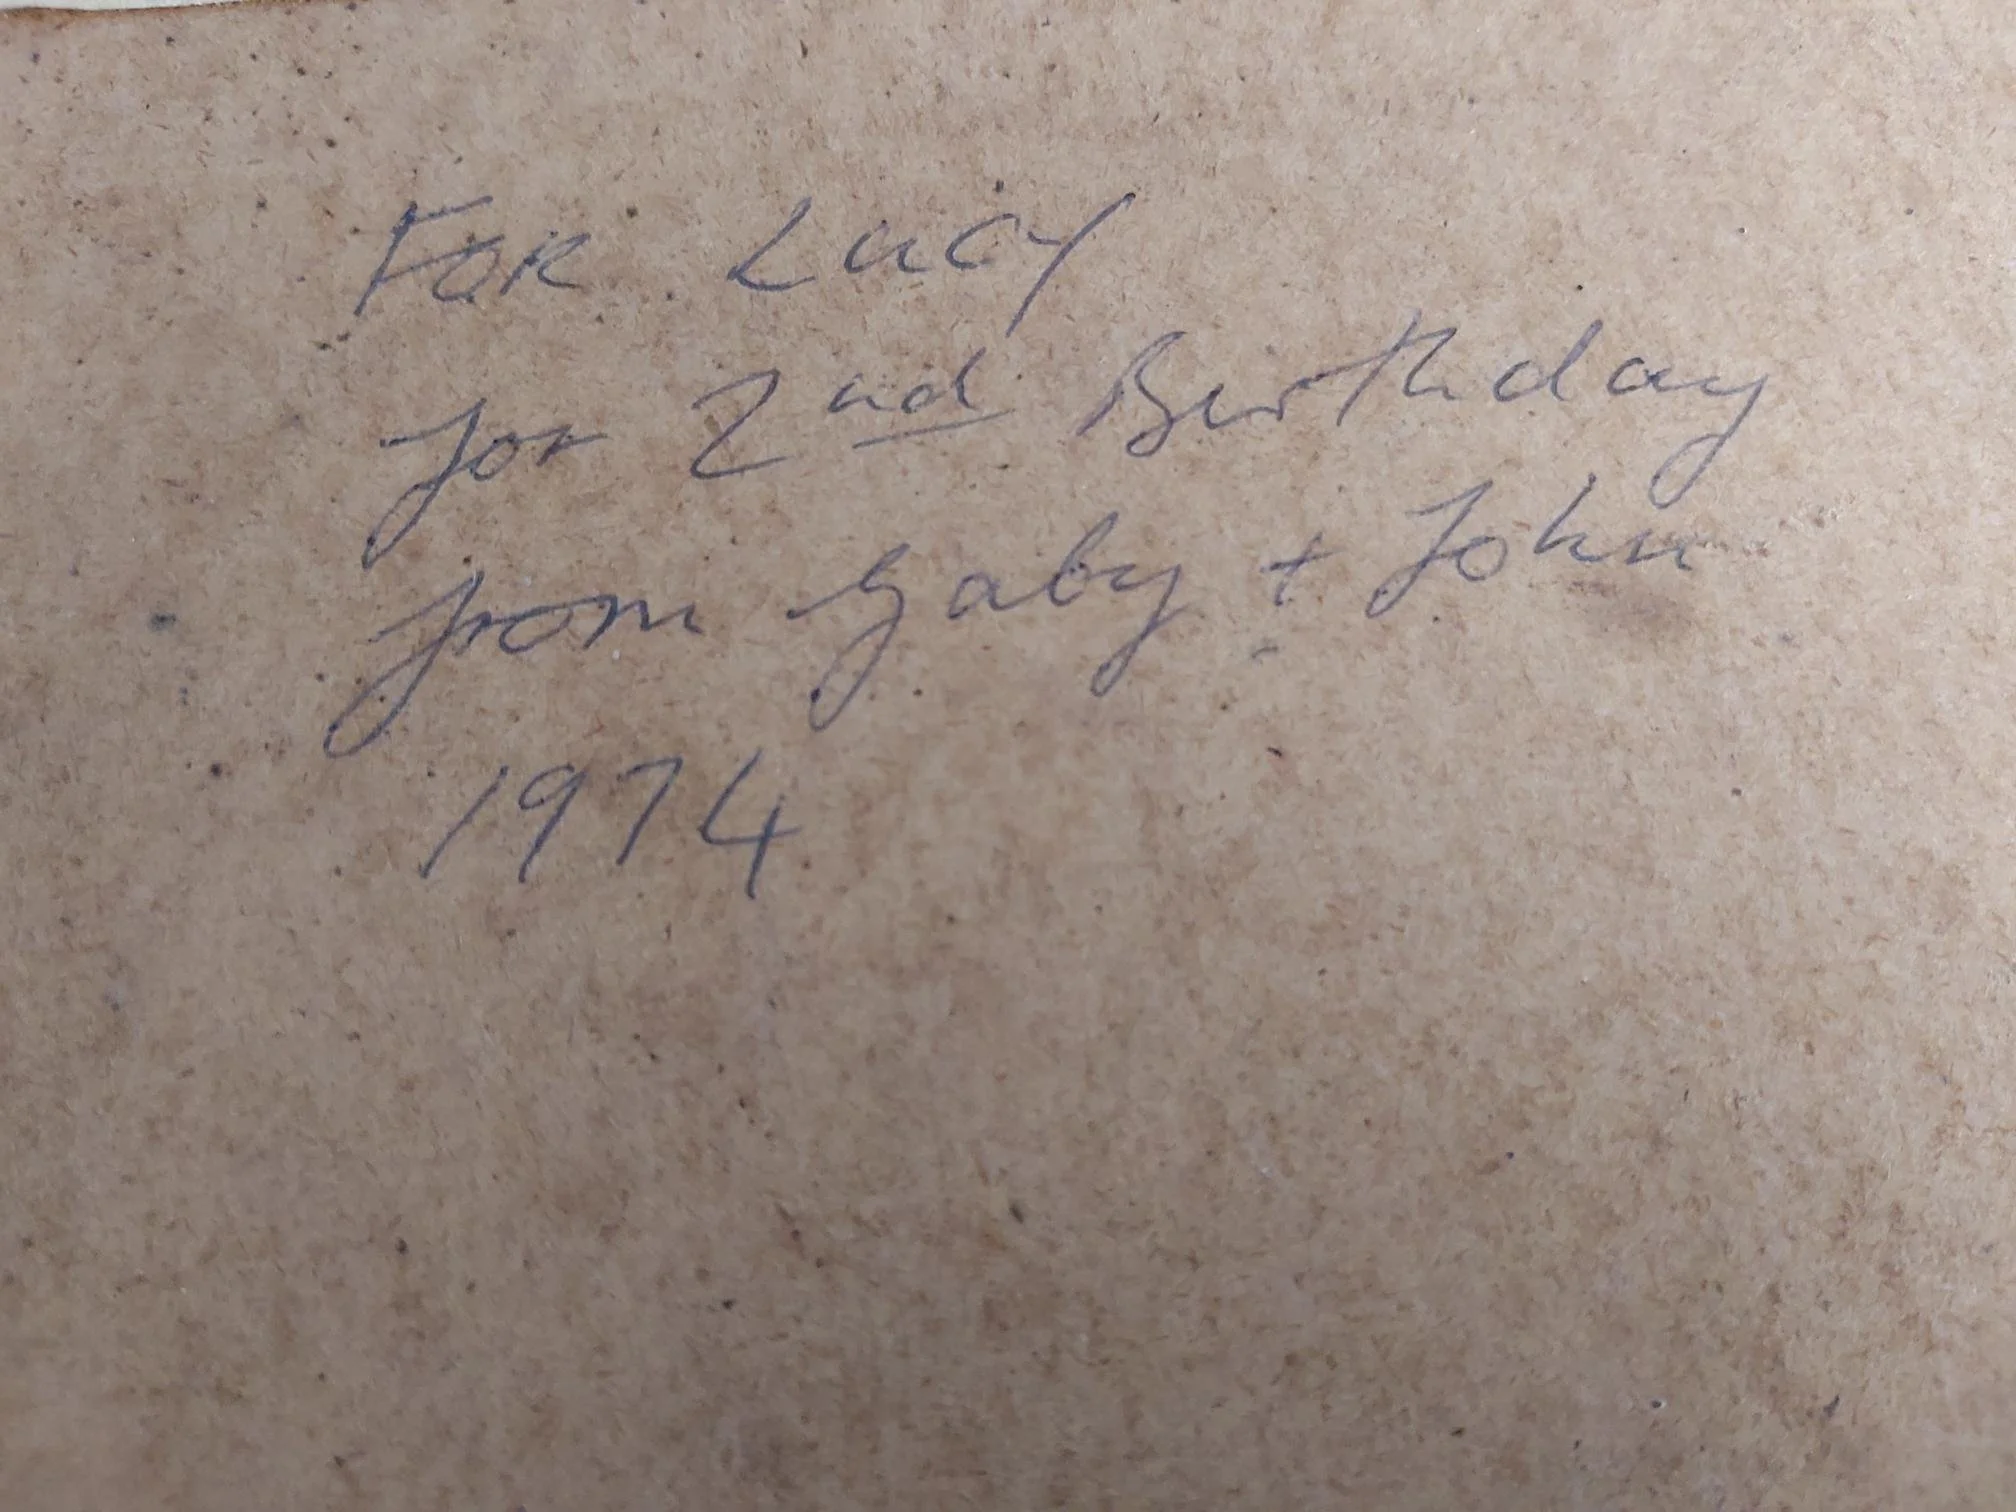 FOR LUCY
for 2nd Birthday
from Gaby + John
1974